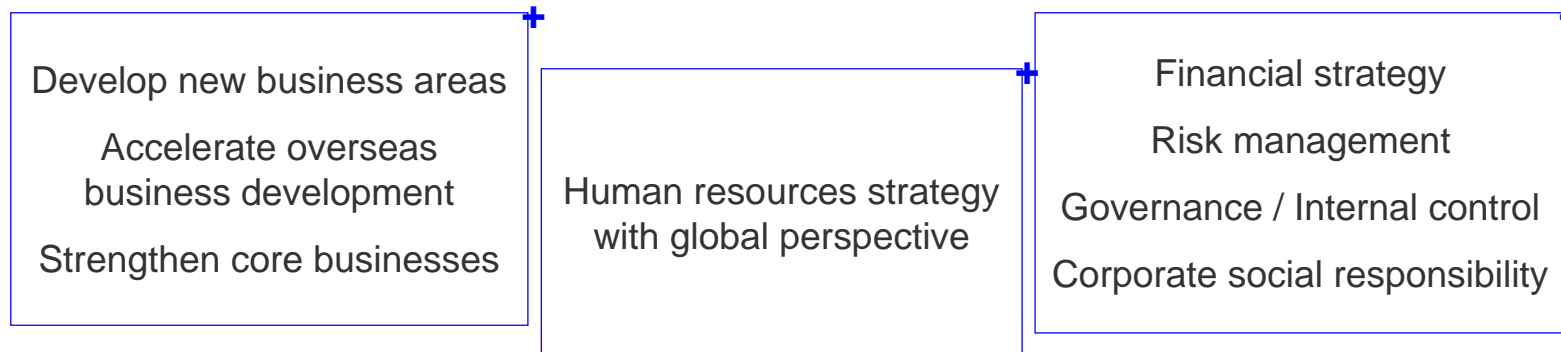 Develop new business areas
Accelerate overseas
business development
Strengthen core businesses
Human resources strategy
with global perspective
Financial strategy
Risk management
Governance / Internal control
Corporate social responsibility